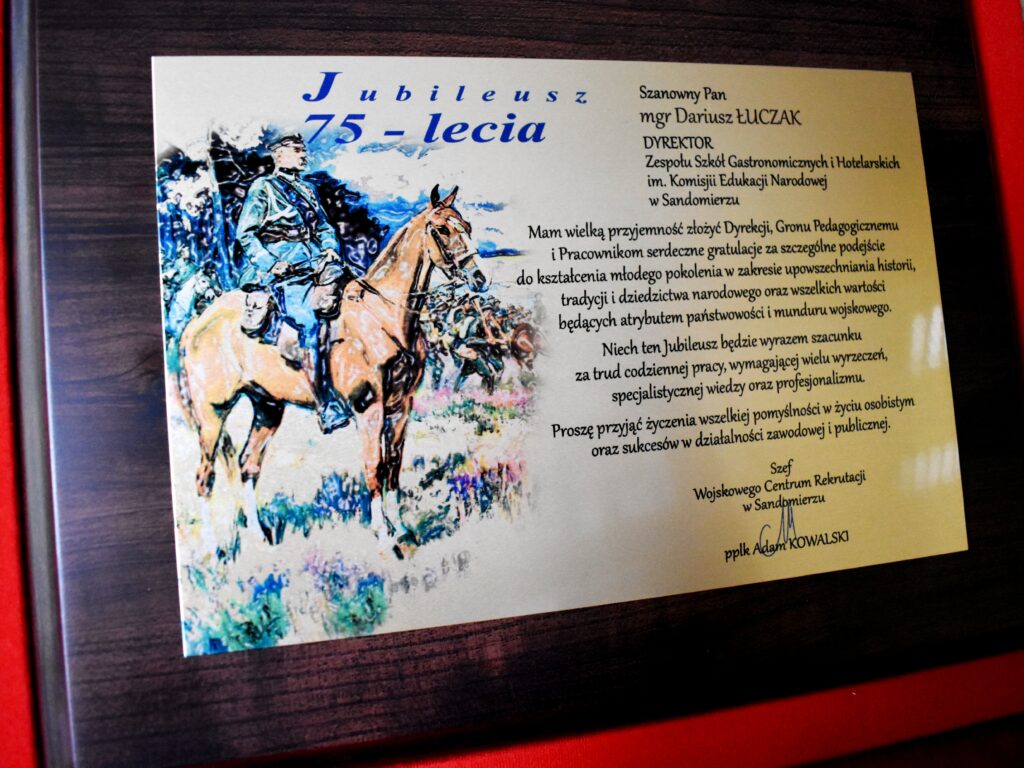 Jubileusz
75 - lecia
Szanowny Pan
mgr Dariusz ŁUCZAK
DYREKTOR
Zespołu Szkół Gastronomicznych i Hotelarskich
im. Komisji Edukacji Narodowej
w Sandomierzu
Mam wielką przyjemność złożyć Dyrekcji, Gronu Pedagogicznemu
i Pracownikom serdeczne gratulacje za szczególne podejście
do kształcenia młodego pokolenia w zakresie upowszechniania historii,
tradycji i dziedzictwa narodowego oraz wszelkich wartości
będących atrybutem państwowości i munduru wojskowego.
Niech ten Jubileusz będzie wyrazem szacunku
za trud codziennej pracy, wymagającej wielu wyrzeczeń,
specjalistycznej wiedzy oraz profesjonalizmu.
Proszę przyjąć życzenia wszelkiej pomyślności w życiu osobistym
oraz sukcesów w działalności zawodowej i publicznej.
Szef
Wojskowego Centrum Rekrutacji
w Sandomierzu
pplk Adam KOWALSKI